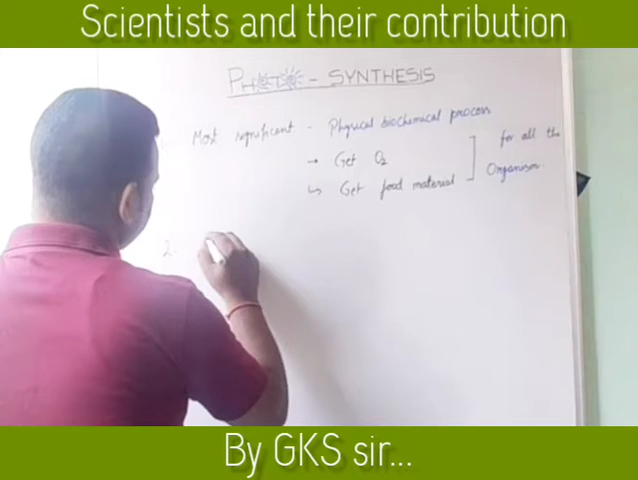 Scientists and their contribution
PHOTO - SYNTHESIS
Most significant - Physical biochemical process
→ Get O2
for all the
↳ Get food material
Organism.
2.
By GKS sir...